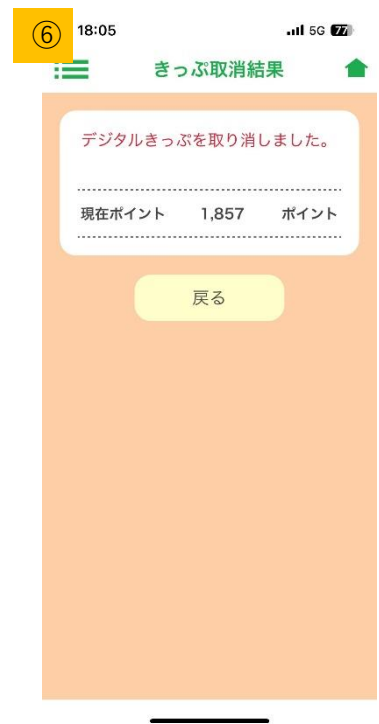 ⑥
18:05 5G 77
きっぷ取消結果
デジタルきっぷを取り消しました。
現在ポイント 1,857 ポイント
戻る